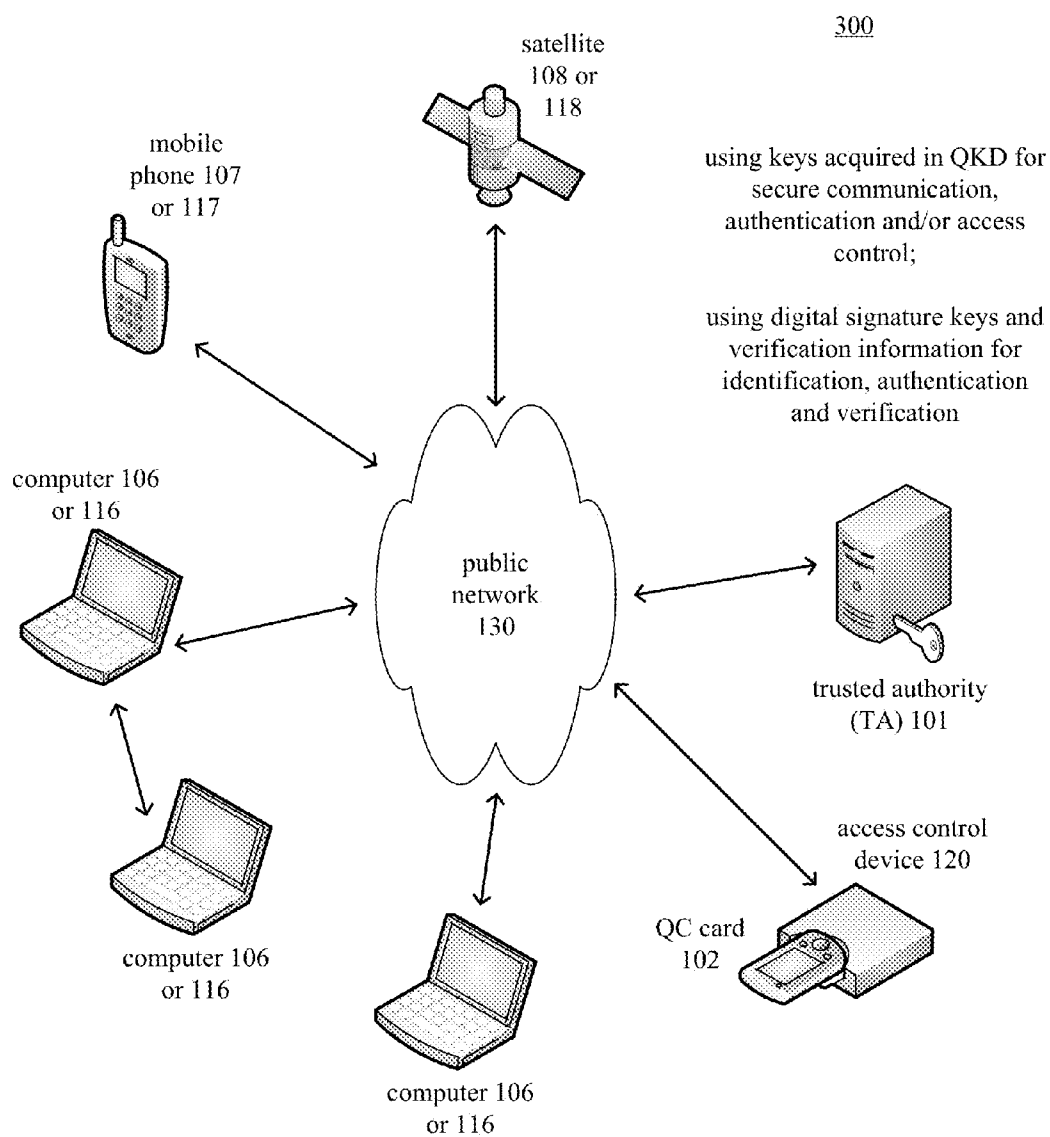 300
satellite
108 or
118
mobile
phone 107
or 117
using keys acquired in QKD for
secure communication,
authentication and/or access
control;
using digital signature keys and
verification information for
identification, authentication
and verification
computer 106
or 116
public
network
130
trusted authority
(TA) 101
access control
device 120
QC card
102
computer 106
or 116
computer 106
or 116